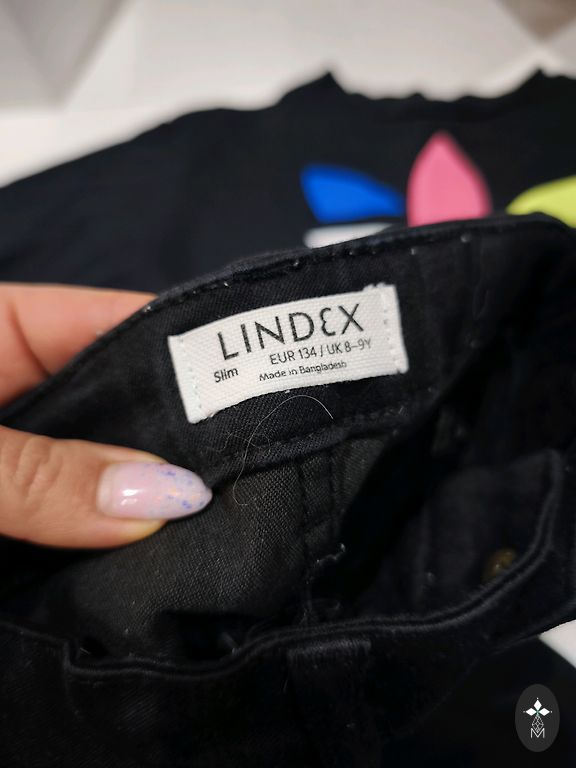 LINDEX
EUR 134 / UK 8–9Y
Slim
Made in Bangladesh
M